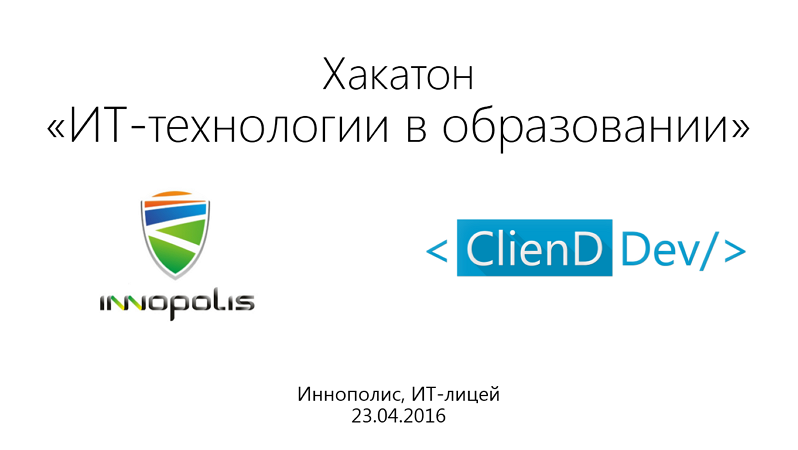 Хакатон
«ИТ-технологии в образовании»
INNOPOLIS
< ClienD Dev/>
Иннополис, ИТ-лицей
23.04.2016